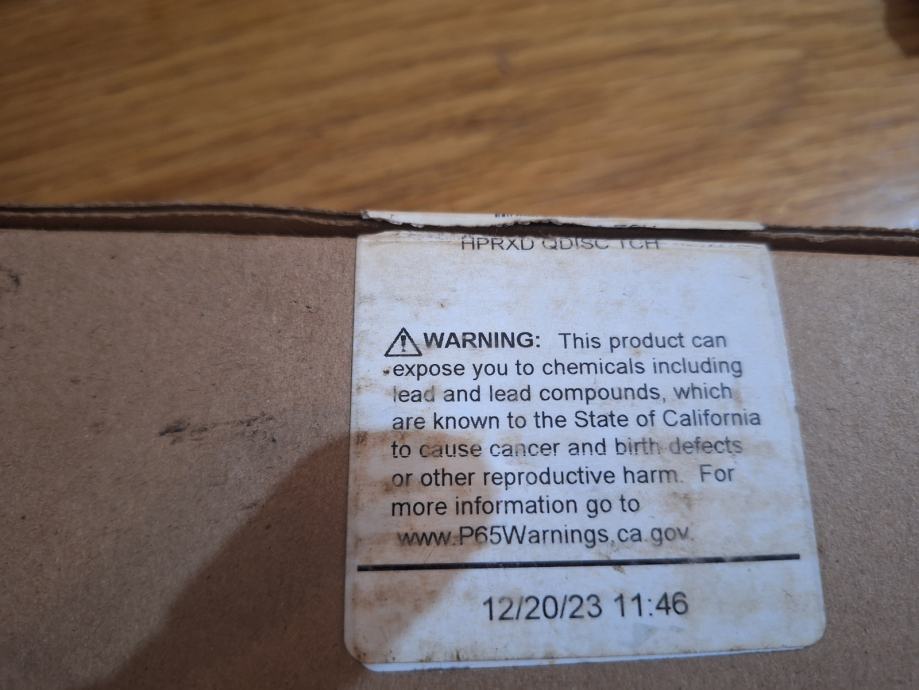 HPRXD QDISC TCH
WARNING: This product can
expose you to chemicals including
lead and lead compounds, which
are known to the State of California
to cause cancer and birth defects
or other reproductive harm. For
more information go to
www.P65Warnings.ca.gov.
12/20/23 11:46